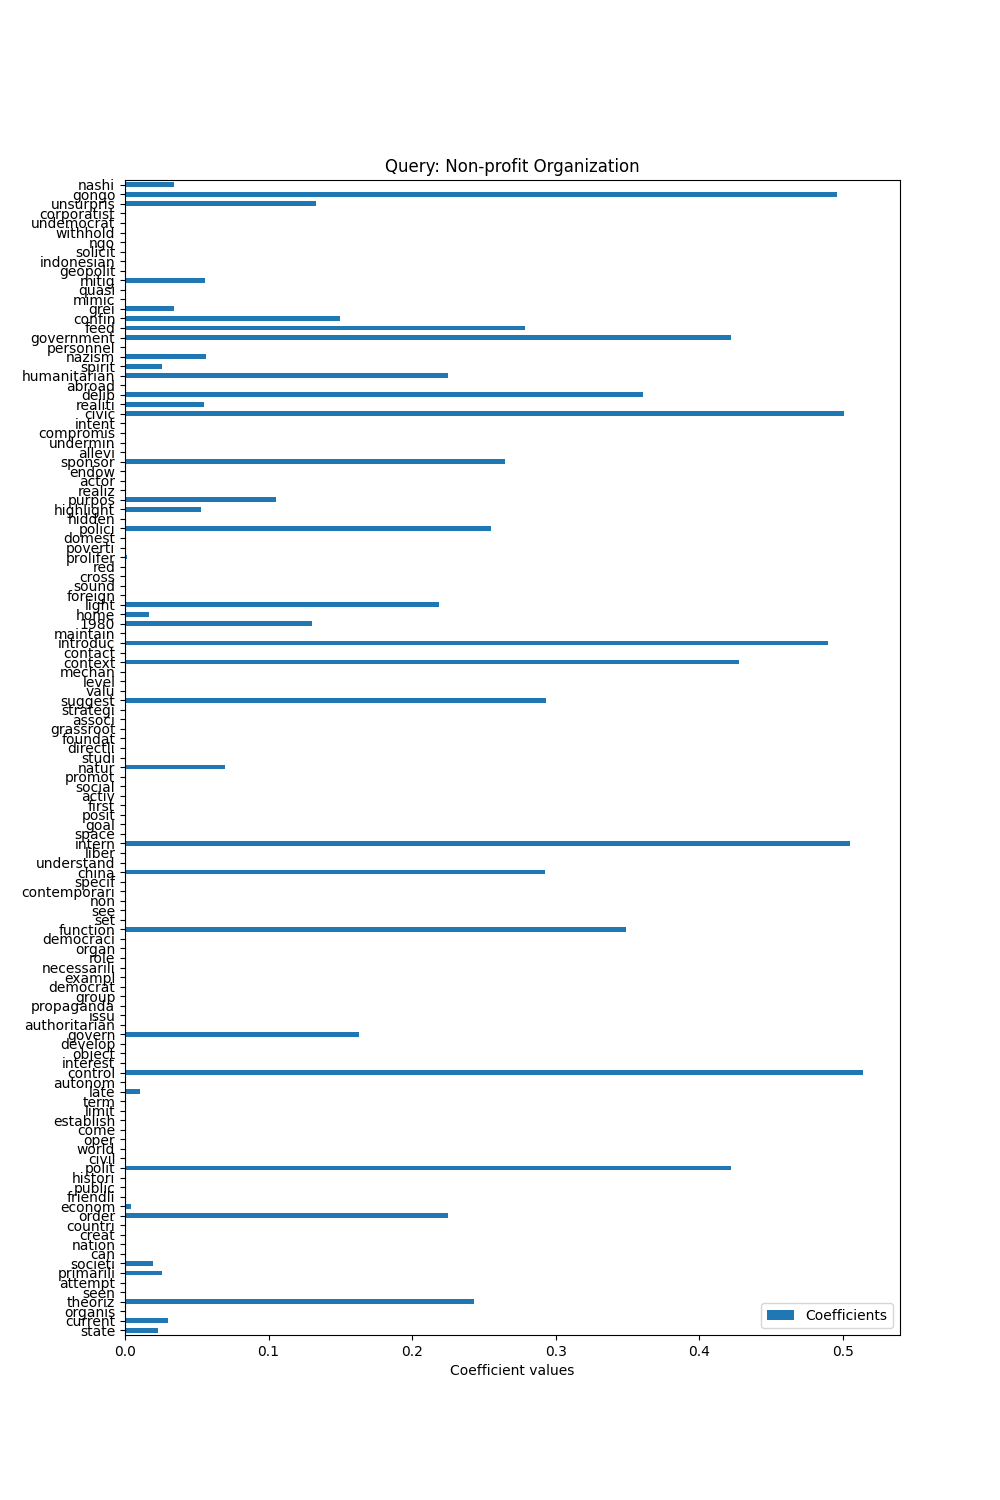 Query: Non-profit Organization
nashi
gongo
unsurpris
corporatist
undemocrat
withhold
ngo
solicit
indonesian
geopolit
mitig
quasi
mimic
grei
confin
feed
government
personnel
nazism
spirit
humanitarian
abroad
delib
realiti
civic
intent
compromis
undermin
allevi
sponsor
endow
actor
realiz
purpos
highlight
hidden
polici
domest
poverti
prolifer
red
cross
sound
foreign
light
home
1980
maintain
introduc
contact
context
mechan
level
valu
suggest
strategi
associ
grassroot
foundat
directli
studi
natur
promot
social
activ
first
posit
goal
space
intern
liber
understand
china
specif
contemporari
non
see
set
function
democraci
organ
role
necessarili
exampl
democrat
group
propaganda
issu
authoritarian
govern
develop
object
interest
control
autonom
late
term
limit
establish
come
oper
world
civil
polit
histori
public
friendli
econom
order
countri
creat
nation
can
societi
primarili
attempt
seen
theoriz
organis
current
state
Coefficients
0.0 0.1 0.2 0.3 0.4 0.5
Coefficient values